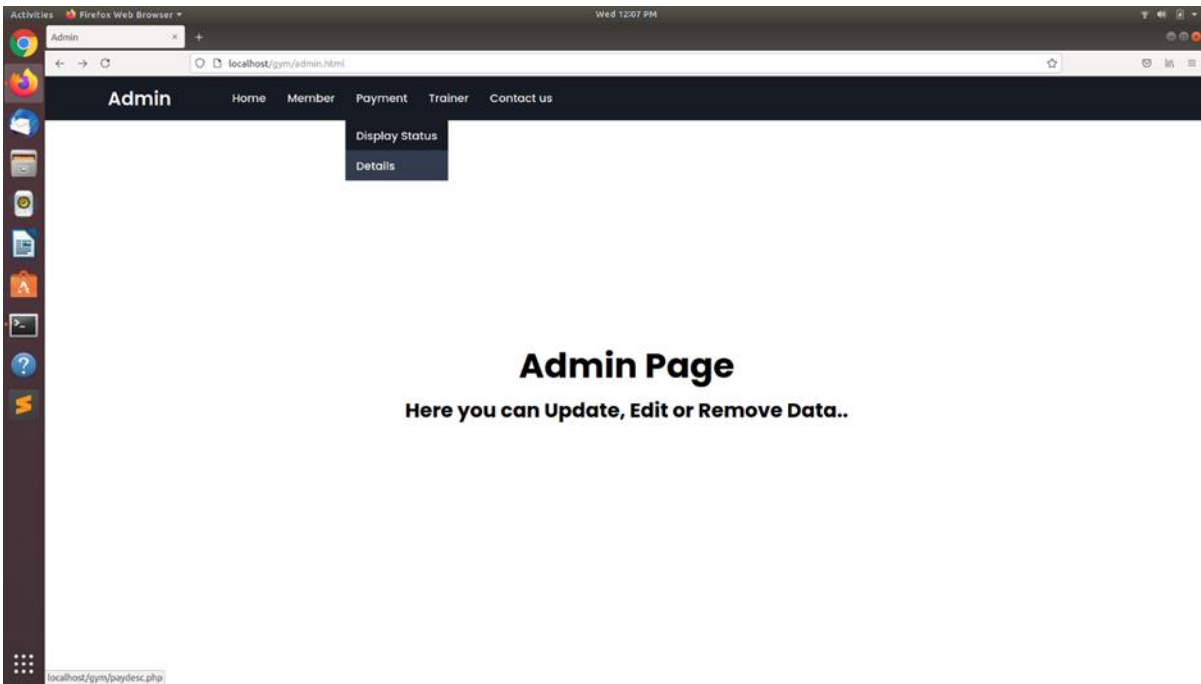 Activities Firefox Web Browser Wed 12:07 PM
Admin
localhost/gym/admin.html
Admin Home Member Payment Trainer Contact us
Display Status
Details
Admin Page
Here you can Update, Edit or Remove Data..
localhost/gym/paydesc.php